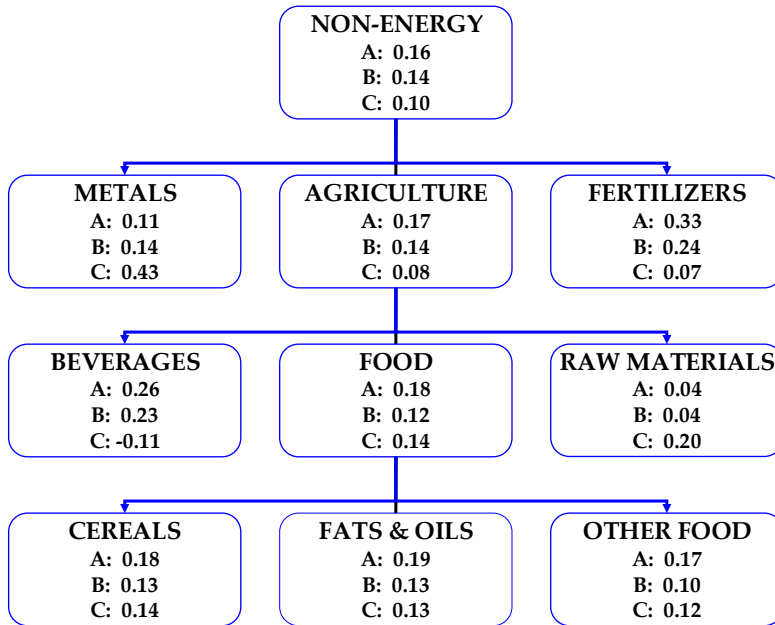 NON-ENERGY
A: 0.16
B: 0.14
C: 0.10
METALS
A: 0.11
B: 0.14
C: 0.43
AGRICULTURE
A: 0.17
B: 0.14
C: 0.08
FERTILIZERS
A: 0.33
B: 0.24
C: 0.07
BEVERAGES
A: 0.26
B: 0.23
C: -0.11
FOOD
A: 0.18
B: 0.12
C: 0.14
RAW MATERIALS
A: 0.04
B: 0.04
C: 0.20
CEREALS
A: 0.18
B: 0.13
C: 0.14
FATS & OILS
A: 0.19
B: 0.13
C: 0.13
OTHER FOOD
A: 0.17
B: 0.10
C: 0.12